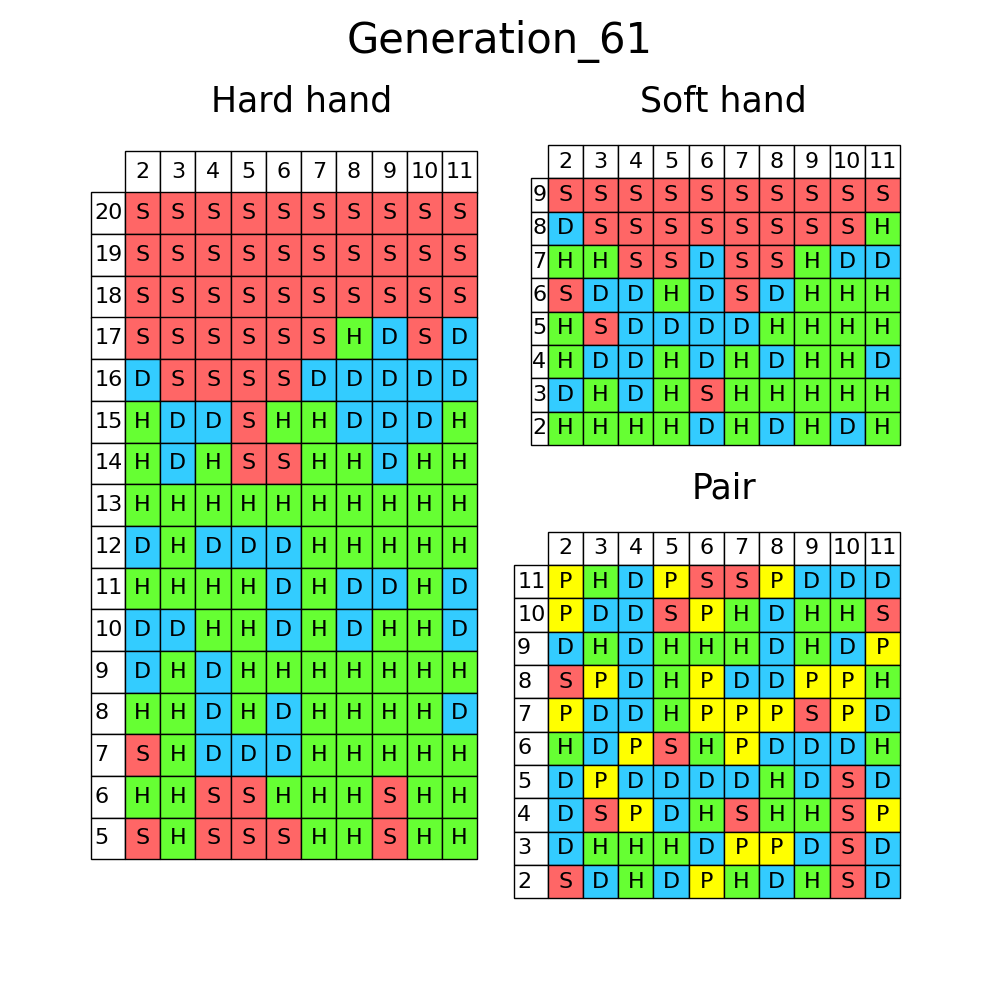 Generation_61
Hard hand
2 3 4 5 6 7 8 9 10 11
20 S S S S S S S S S S
19 S S S S S S S S S S
18 S S S S S S S S S S
17 S S S S S S H D S D
16 D S S S S D D D D D
15 H D D S H H D D D H
14 H D H S S H H D H H
13 H H H H H H H H H H
12 D H D D D H H H H H
11 H H H H D H D D H D
10 D D H H D H D H H D
9 D H D H H H H H H H
8 H H D H D H H H H D
7 S H D D D H H H H H
6 H H S S H H H S H H
5 S H S S S H H S H H
Soft hand
2 3 4 5 6 7 8 9 10 11
9 S S S S S S S S S S
8 D S S S S S S S S H
7 H H S S D S S H D D
6 S D D H D S D H H H
5 H S D D D D H H H H
4 H D D H D H D H H D
3 D H D H S H H H H H
2 H H H H D H D H D H
Pair
2 3 4 5 6 7 8 9 10 11
11 P H D P S S P D D D
10 P D D S P H D H H S
9 D H D H H H D H D P
8 S P D H P D D P P H
7 P D D H P P P S P D
6 H D P S H P D D D H
5 D P D D D D H D S D
4 D S P D H S H H S P
3 D H H H D P P D S D
2 S D H D P H D H S D